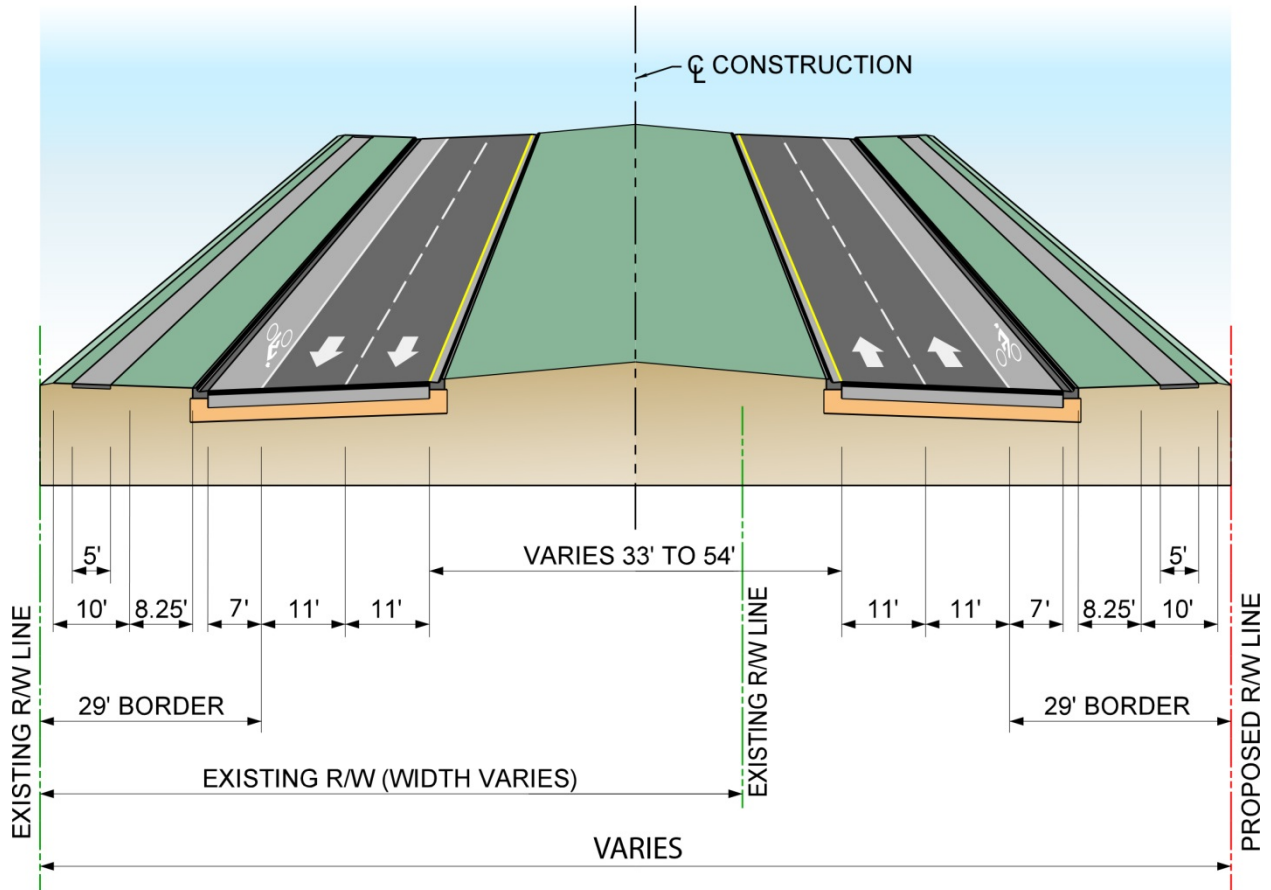 ℄ CONSTRUCTION
5'
VARIES 33' TO 54'
5'
10'
8.25'
7'
11'
11'
11'
11'
7'
8.25'
10'
29' BORDER
29' BORDER
EXISTING R/W (WIDTH VARIES)
VARIES
EXISTING R/W LINE
EXISTING R/W LINE
PROPOSED R/W LINE